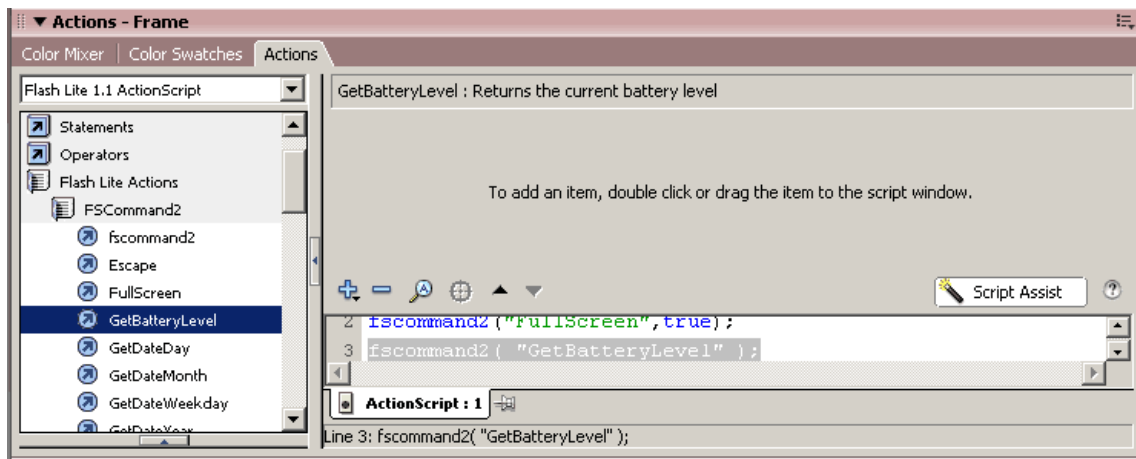 Actions - Frame
Color Mixer Color Swatches Actions
Flash Lite 1.1 ActionScript
Statements
Operators
Flash Lite Actions
FSCommand2
fscommand2
Escape
FullScreen
GetBatteryLevel
GetDateDay
GetDateMonth
GetDateWeekday
GetDateYear
GetBatteryLevel : Returns the current battery level
To add an item, double click or drag the item to the script window.
Script Assist
2 fscommand2("FullScreen",true);
3 fscommand2( "GetBatteryLevel" );
ActionScript : 1
Line 3: fscommand2( "GetBatteryLevel" );